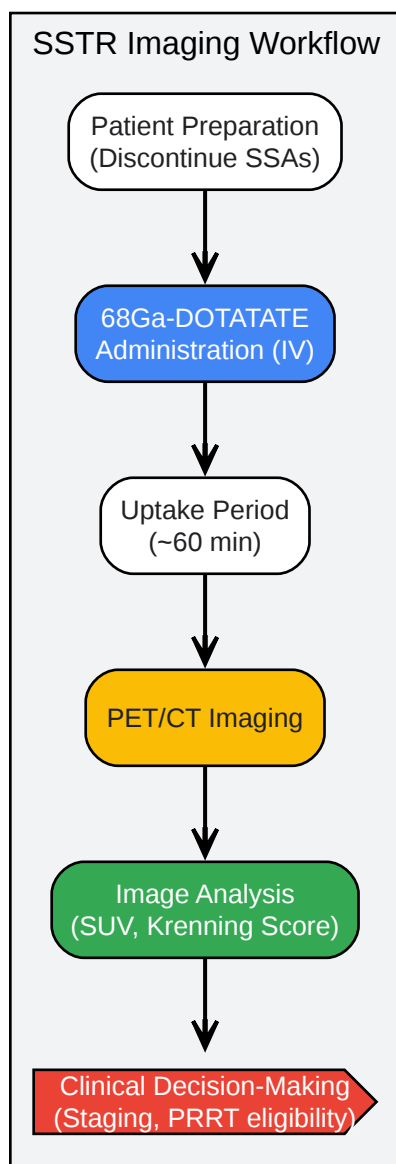 SSTR Imaging Workflow
Patient Preparation
(Discontinue SSAs)
68Ga-DOTATATE
Administration (IV)
Uptake Period
(~60 min)
PET/CT Imaging
Image Analysis
(SUV, Krenning Score)
Clinical Decision-Making
(Staging, PRRT eligibility)